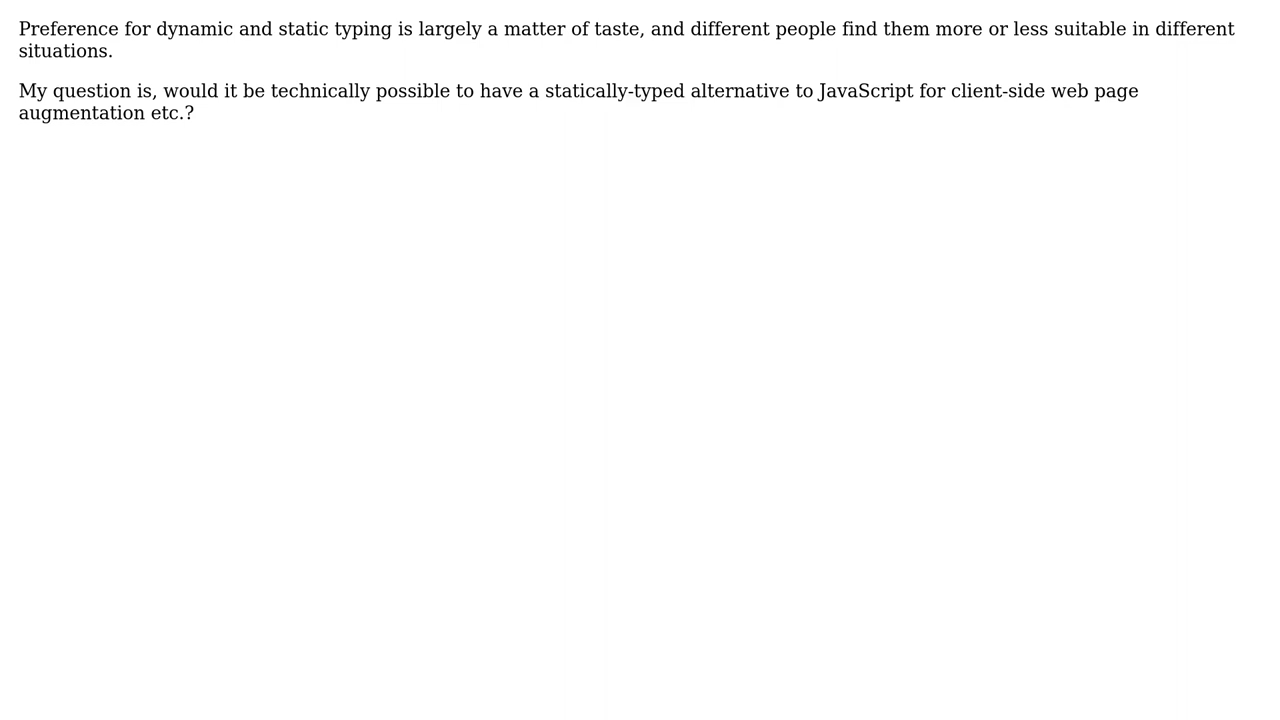 Preference for dynamic and static typing is largely a matter of taste, and different people find them more or less suitable in different
situations.
My question is, would it be technically possible to have a statically-typed alternative to JavaScript for client-side web page
augmentation etc.?